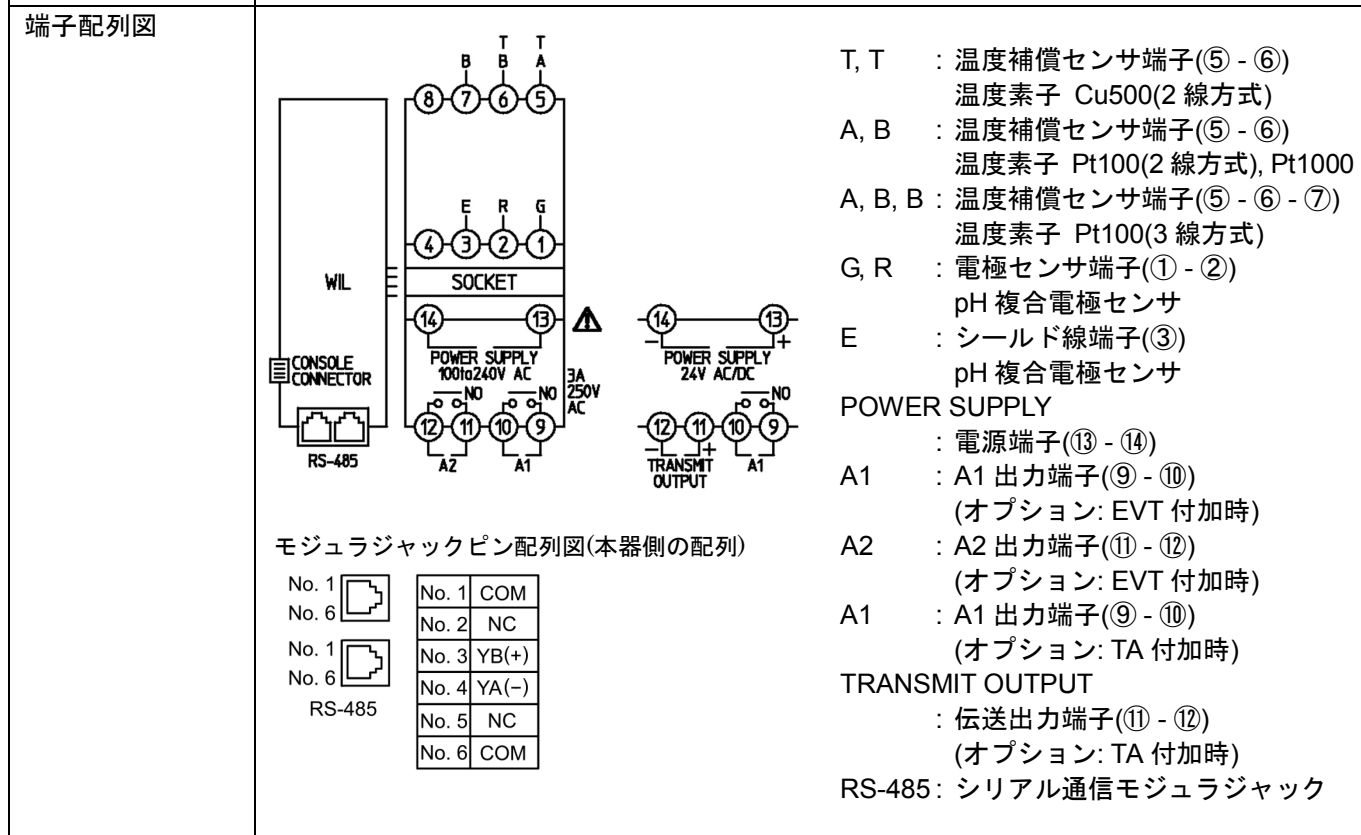 端子配列図
T T
B B A
⑧ ⑦ ⑥ ⑤
E R G
④ ③ ② ①
WIL
SOCKET
⑭ ⑬
POWER SUPPLY
100to240V AC
CONSOLE
CONNECTOR
3A
250V
AC
NO NO
⑫ ⑪ ⑩ ⑨
A2 A1
RS-485
⑭ ⑬
− +
POWER SUPPLY
24V AC/DC
NO
⑫ ⑪ ⑩ ⑨
− +
TRANSMIT
OUTPUT
A1
モジュラジャックピン配列図(本器側の配列)
No. 1
No. 6
No. 1
No. 6
RS-485
No. 1 COM
No. 2 NC
No. 3 YB(+)
No. 4 YA(−)
No. 5 NC
No. 6 COM
T, T : 温度補償センサ端子(⑤ - ⑥)
温度素子 Cu500(2 線方式)
A, B : 温度補償センサ端子(⑤ - ⑥)
温度素子 Pt100(2 線方式), Pt1000
A, B, B : 温度補償センサ端子(⑤ - ⑥ - ⑦)
温度素子 Pt100(3 線方式)
G, R : 電極センサ端子(① - ②)
pH 複合電極センサ
E : シールド線端子(③)
pH 複合電極センサ
POWER SUPPLY
: 電源端子(⑬ - ⑭)
A1 : A1 出力端子(⑨ - ⑩)
(オプション: EVT 付加時)
A2 : A2 出力端子(⑪ - ⑫)
(オプション: EVT 付加時)
A1 : A1 出力端子(⑨ - ⑩)
(オプション: TA 付加時)
TRANSMIT OUTPUT
: 伝送出力端子(⑪ - ⑫)
(オプション: TA 付加時)
RS-485 : シリアル通信モジュラジャック